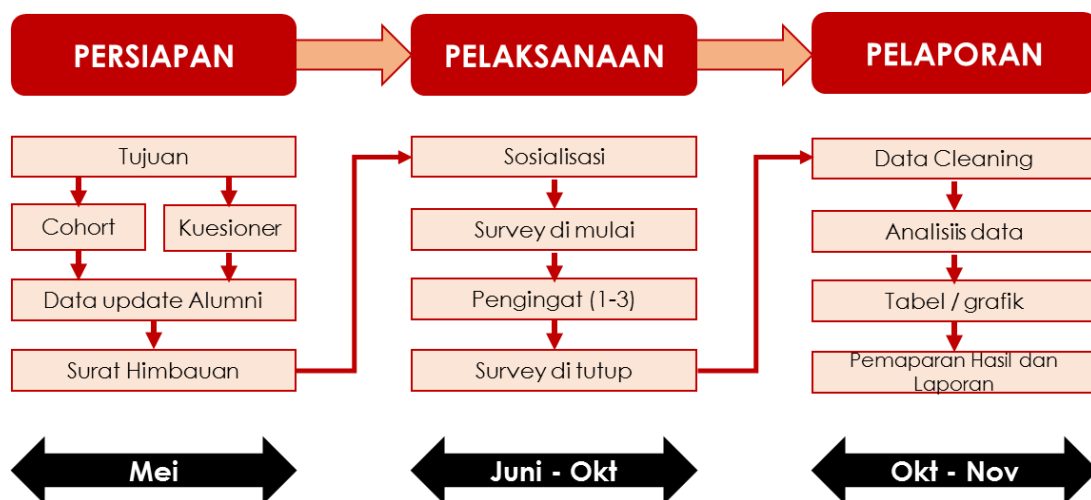 PERSIAPAN
PELAKSANAAN
PELAPORAN
Tujuan
Cohort
Kuesioner
Data update Alumni
Surat Himbauan
Sosialisasi
Survey di mulai
Pengingat (1-3)
Survey di tutup
Data Cleaning
Analisiis data
Tabel / grafik
Pemaparan Hasil dan
Laporan
Mei
Juni - Okt
Okt - Nov